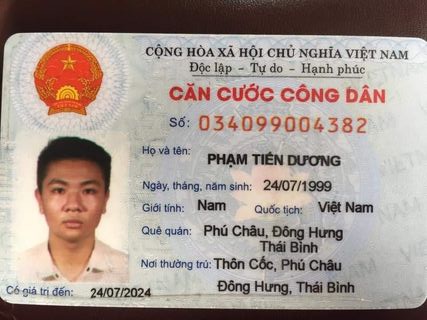 CỘNG HÒA XÃ HỘI CHỦ NGHĨA VIỆT NAM
Độc lập - Tự do - Hạnh phúc
CĂN CƯỚC CÔNG DÂN
Số: 034099004382
Họ và tên:
PHẠM TIẾN DƯƠNG
Ngày, tháng, năm sinh: 24/07/1999
Giới tính: Nam Quốc tịch: Việt Nam
Quê quán: Phú Châu, Đông Hưng
Thái Bình
Nơi thường trú: Thôn Cốc, Phú Châu
Đông Hưng, Thái Bình
Có giá trị đến: 24/07/2024